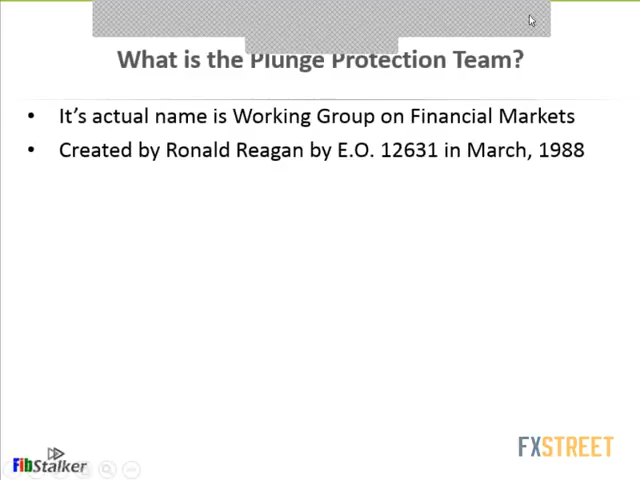 What is the Plunge Protection Team?
• It's actual name is Working Group on Financial Markets
• Created by Ronald Reagan by E.O. 12631 in March, 1988
FXSTREET
FibStalker